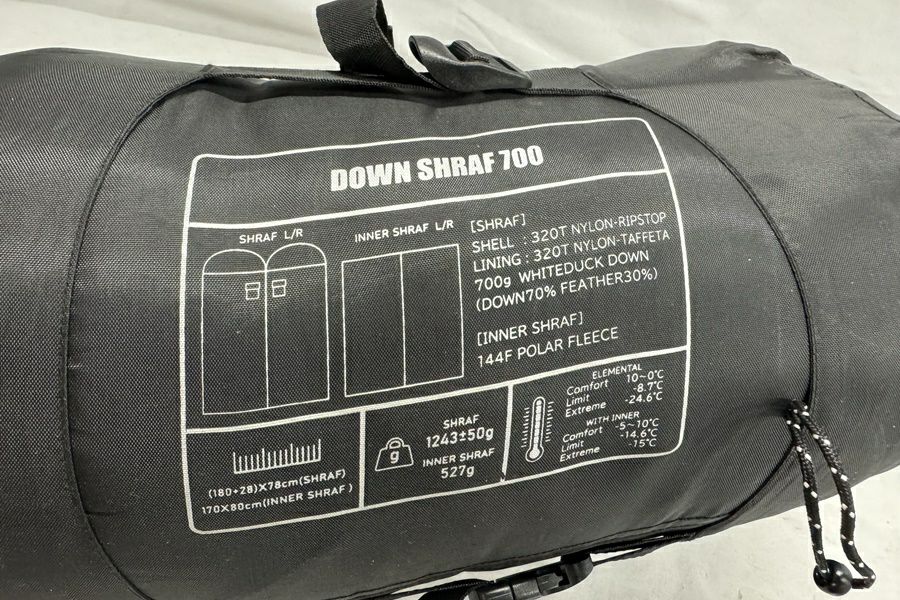 DOWN SHRAF 700
SHRAF L/R
INNER SHRAF L/R
[SHRAF]
SHELL : 320T NYLON-RIPSTOP
LINING : 320T NYLON-TAFFETA
700g WHITEDUCK DOWN
(DOWN70% FEATHER30%)
[INNER SHRAF]
144F POLAR FLEECE
(180+28)X78cm(SHRAF)
170X80cm(INNER SHRAF)
g
SHRAF
1243±50g
INNER SHRAF
527g
ELEMENTAL
Comfort 10~0℃
Limit -8.7℃
Extreme -24.6℃
WITH INNER
Comfort -5~10℃
Limit -14.6℃
Extreme -15℃